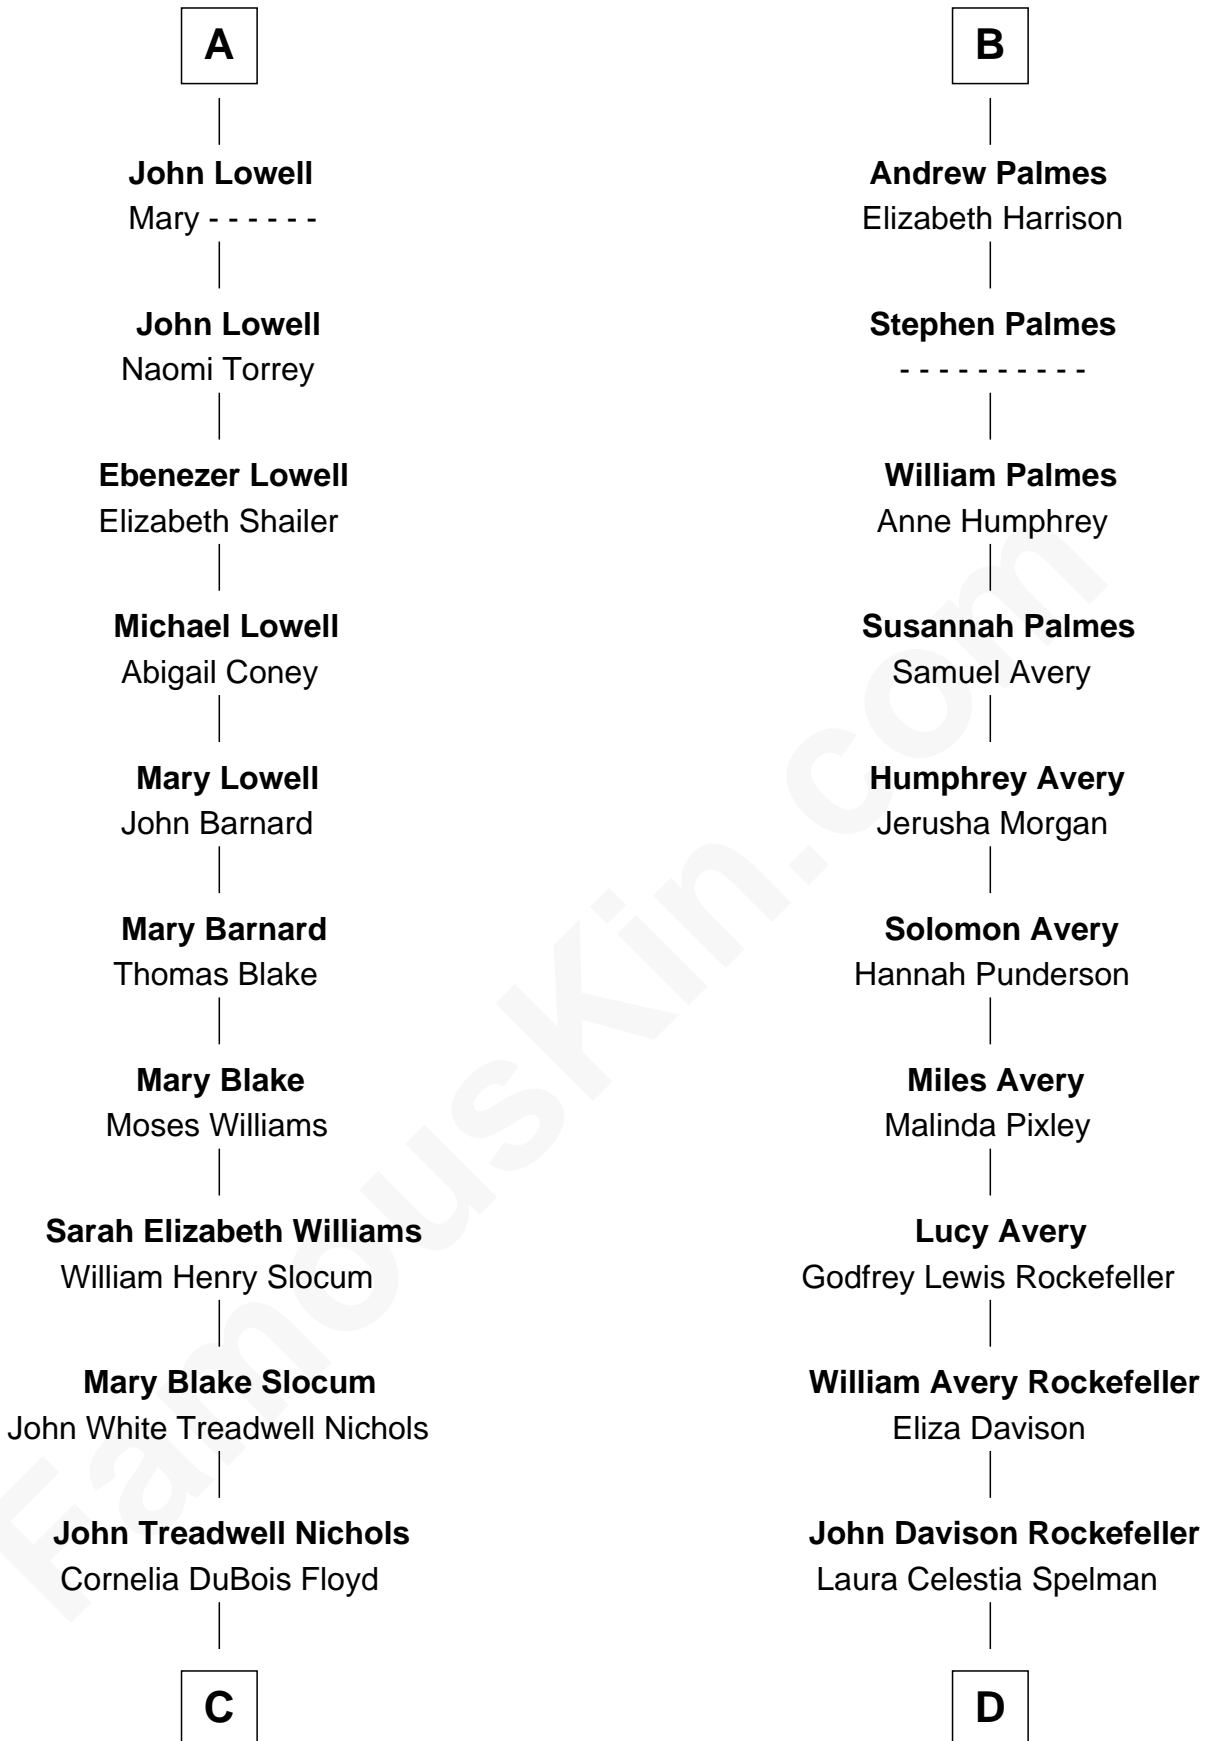 A
John Lowell
Mary - - - - - -
John Lowell
Naomi Torrey
Ebenezer Lowell
Elizabeth Shailer
Michael Lowell
Abigail Coney
Mary Lowell
John Barnard
Mary Barnard
Thomas Blake
Mary Blake
Moses Williams
Sarah Elizabeth Williams
William Henry Slocum
Mary Blake Slocum
John White Treadwell Nichols
John Treadwell Nichols
Cornelia DuBois Floyd
C
B
Andrew Palmes
Elizabeth Harrison
Stephen Palmes
- - - - - - - - - -
William Palmes
Anne Humphrey
Susannah Palmes
Samuel Avery
Humphrey Avery
Jerusha Morgan
Solomon Avery
Hannah Punderson
Miles Avery
Malinda Pixley
Lucy Avery
Godfrey Lewis Rockefeller
William Avery Rockefeller
Eliza Davison
John Davison Rockefeller
Laura Celestia Spelman
D
FamousKin.com